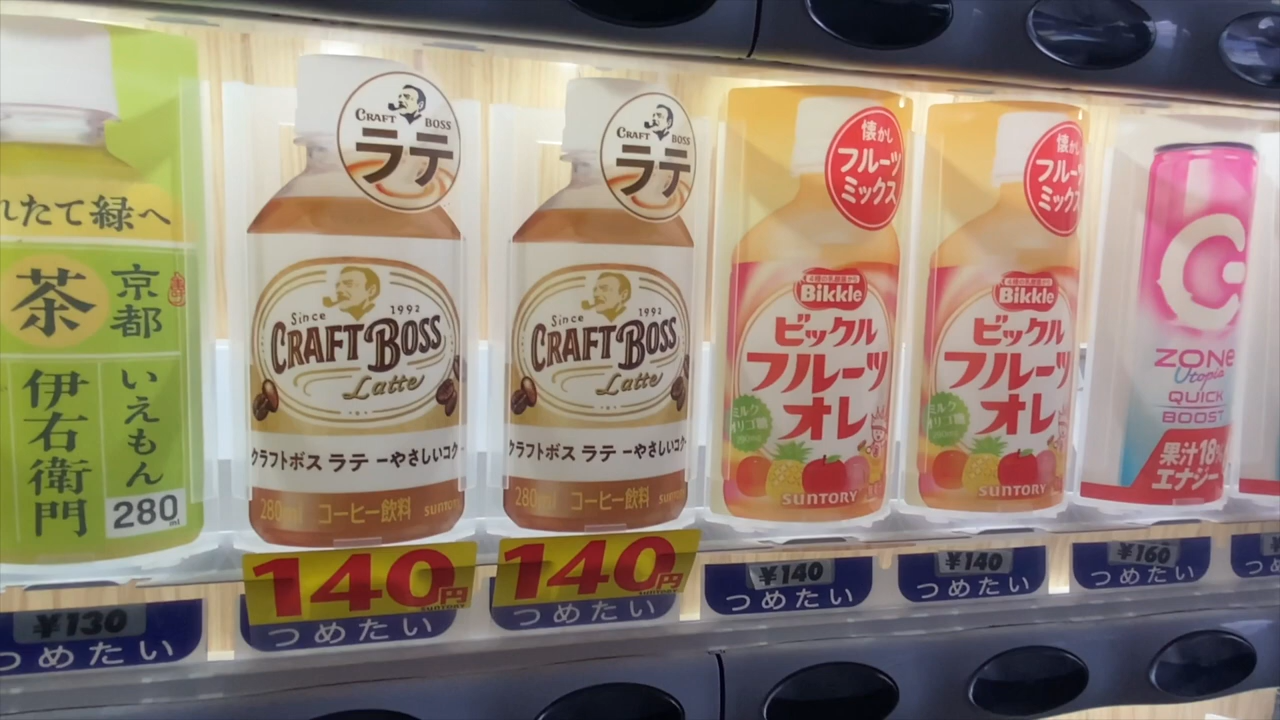 れたて緑へ
茶
京都
いえもん
伊右衛門
280ml
¥130
つめたい
CRAFT BOSS
ラテ
Since 1992
CRAFT BOSS
Latte
クラフトボス ラテ ーやさしいコク
280ml コーヒー飲料 SUNTORY
140円
SUNTORY
つめたい
CRAFT BOSS
ラテ
Since 1992
CRAFT BOSS
Latte
クラフトボス ラテ ーやさしいコク
280ml コーヒー飲料
140円
SUNTORY
つめたい
懐かし
フルーツ
ミックス
Bikkle
ビックル
フルーツ
オレ
ミルク
オリゴ糖
SUNTORY
¥140
つめたい
懐かし
フルーツ
ミックス
Bikkle
ビックル
フルーツ
オレ
ミルク
オリゴ糖
SUNTORY
¥140
つめたい
ZONe
Utopia
QUICK
BOOST
果汁18%
エナジー
¥160
つめたい